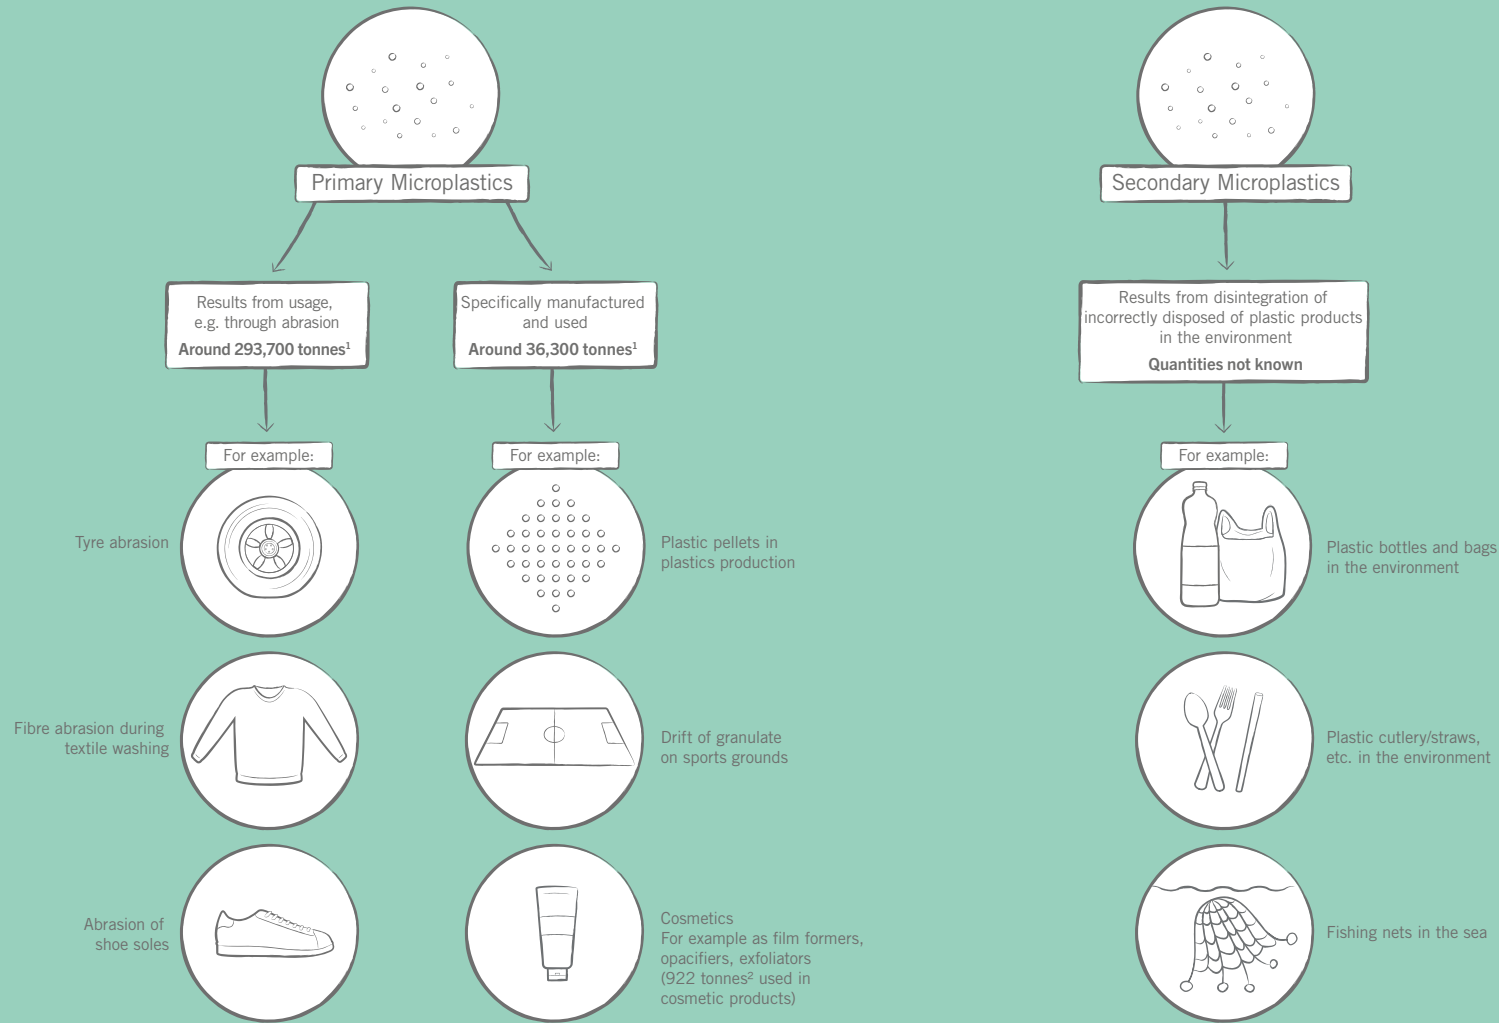 Primary Microplastics
Results from usage,
e.g. through abrasion
Around 293,700 tonnes¹
Specifically manufactured
and used
Around 36,300 tonnes¹
For example:
Tyre abrasion
Fibre abrasion during
textile washing
Abrasion of
shoe soles
For example:
Plastic pellets in
plastics production
Drift of granulate
on sports grounds
Cosmetics
For example as film formers,
opacifiers, exfoliators
(922 tonnes² used in
cosmetic products)
Secondary Microplastics
Results from disintegration of
incorrectly disposed of plastic products
in the environment
Quantities not known
For example:
Plastic bottles and bags
in the environment
Plastic cutlery/straws,
etc. in the environment
Fishing nets in the sea